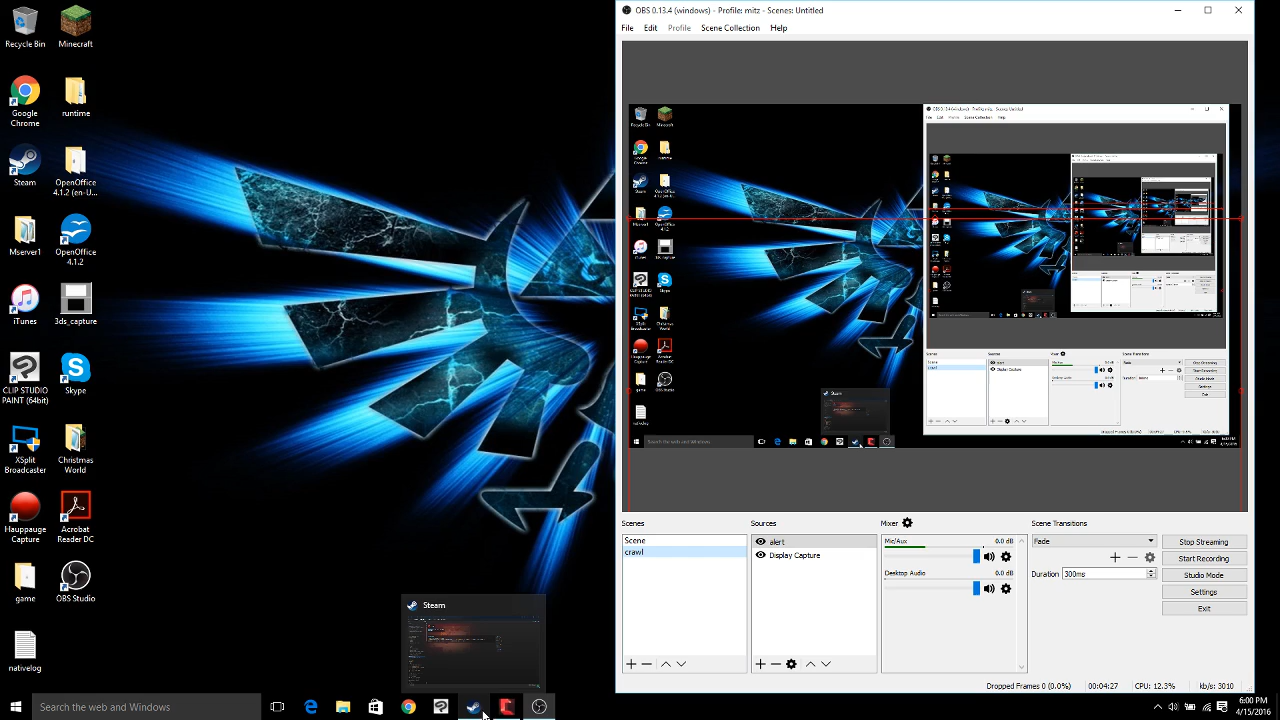 Recycle Bin
Minecraft
Google Chrome
runtime
Steam
OpenOffice 4.1.2 (en-U...
Mserver1
OpenOffice 4.1.2
iTunes
3ds_capture
CLIP STUDIO PAINT (64bit)
Skype
XSplit Broadcaster
Christmas World
Hauppauge Capture
Acrobat Reader DC
game
OBS Studio
nativelog
Steam
Search the web and Windows
OBS 0.13.4 (windows) - Profile: mitz - Scenes: Untitled
File Edit Profile Scene Collection Help
Scenes
Scene
crawl
Sources
alert
Display Capture
Mixer
Mic/Aux 0.0 dB
Desktop Audio 0.0 dB
Scene Transitions
Fade
Duration 300ms
Stop Streaming
Start Recording
Studio Mode
Settings
Exit
Dropped Frames 0 (0.0%)
00:04:27
CPU: 12.3%
6:00 PM
4/15/2016